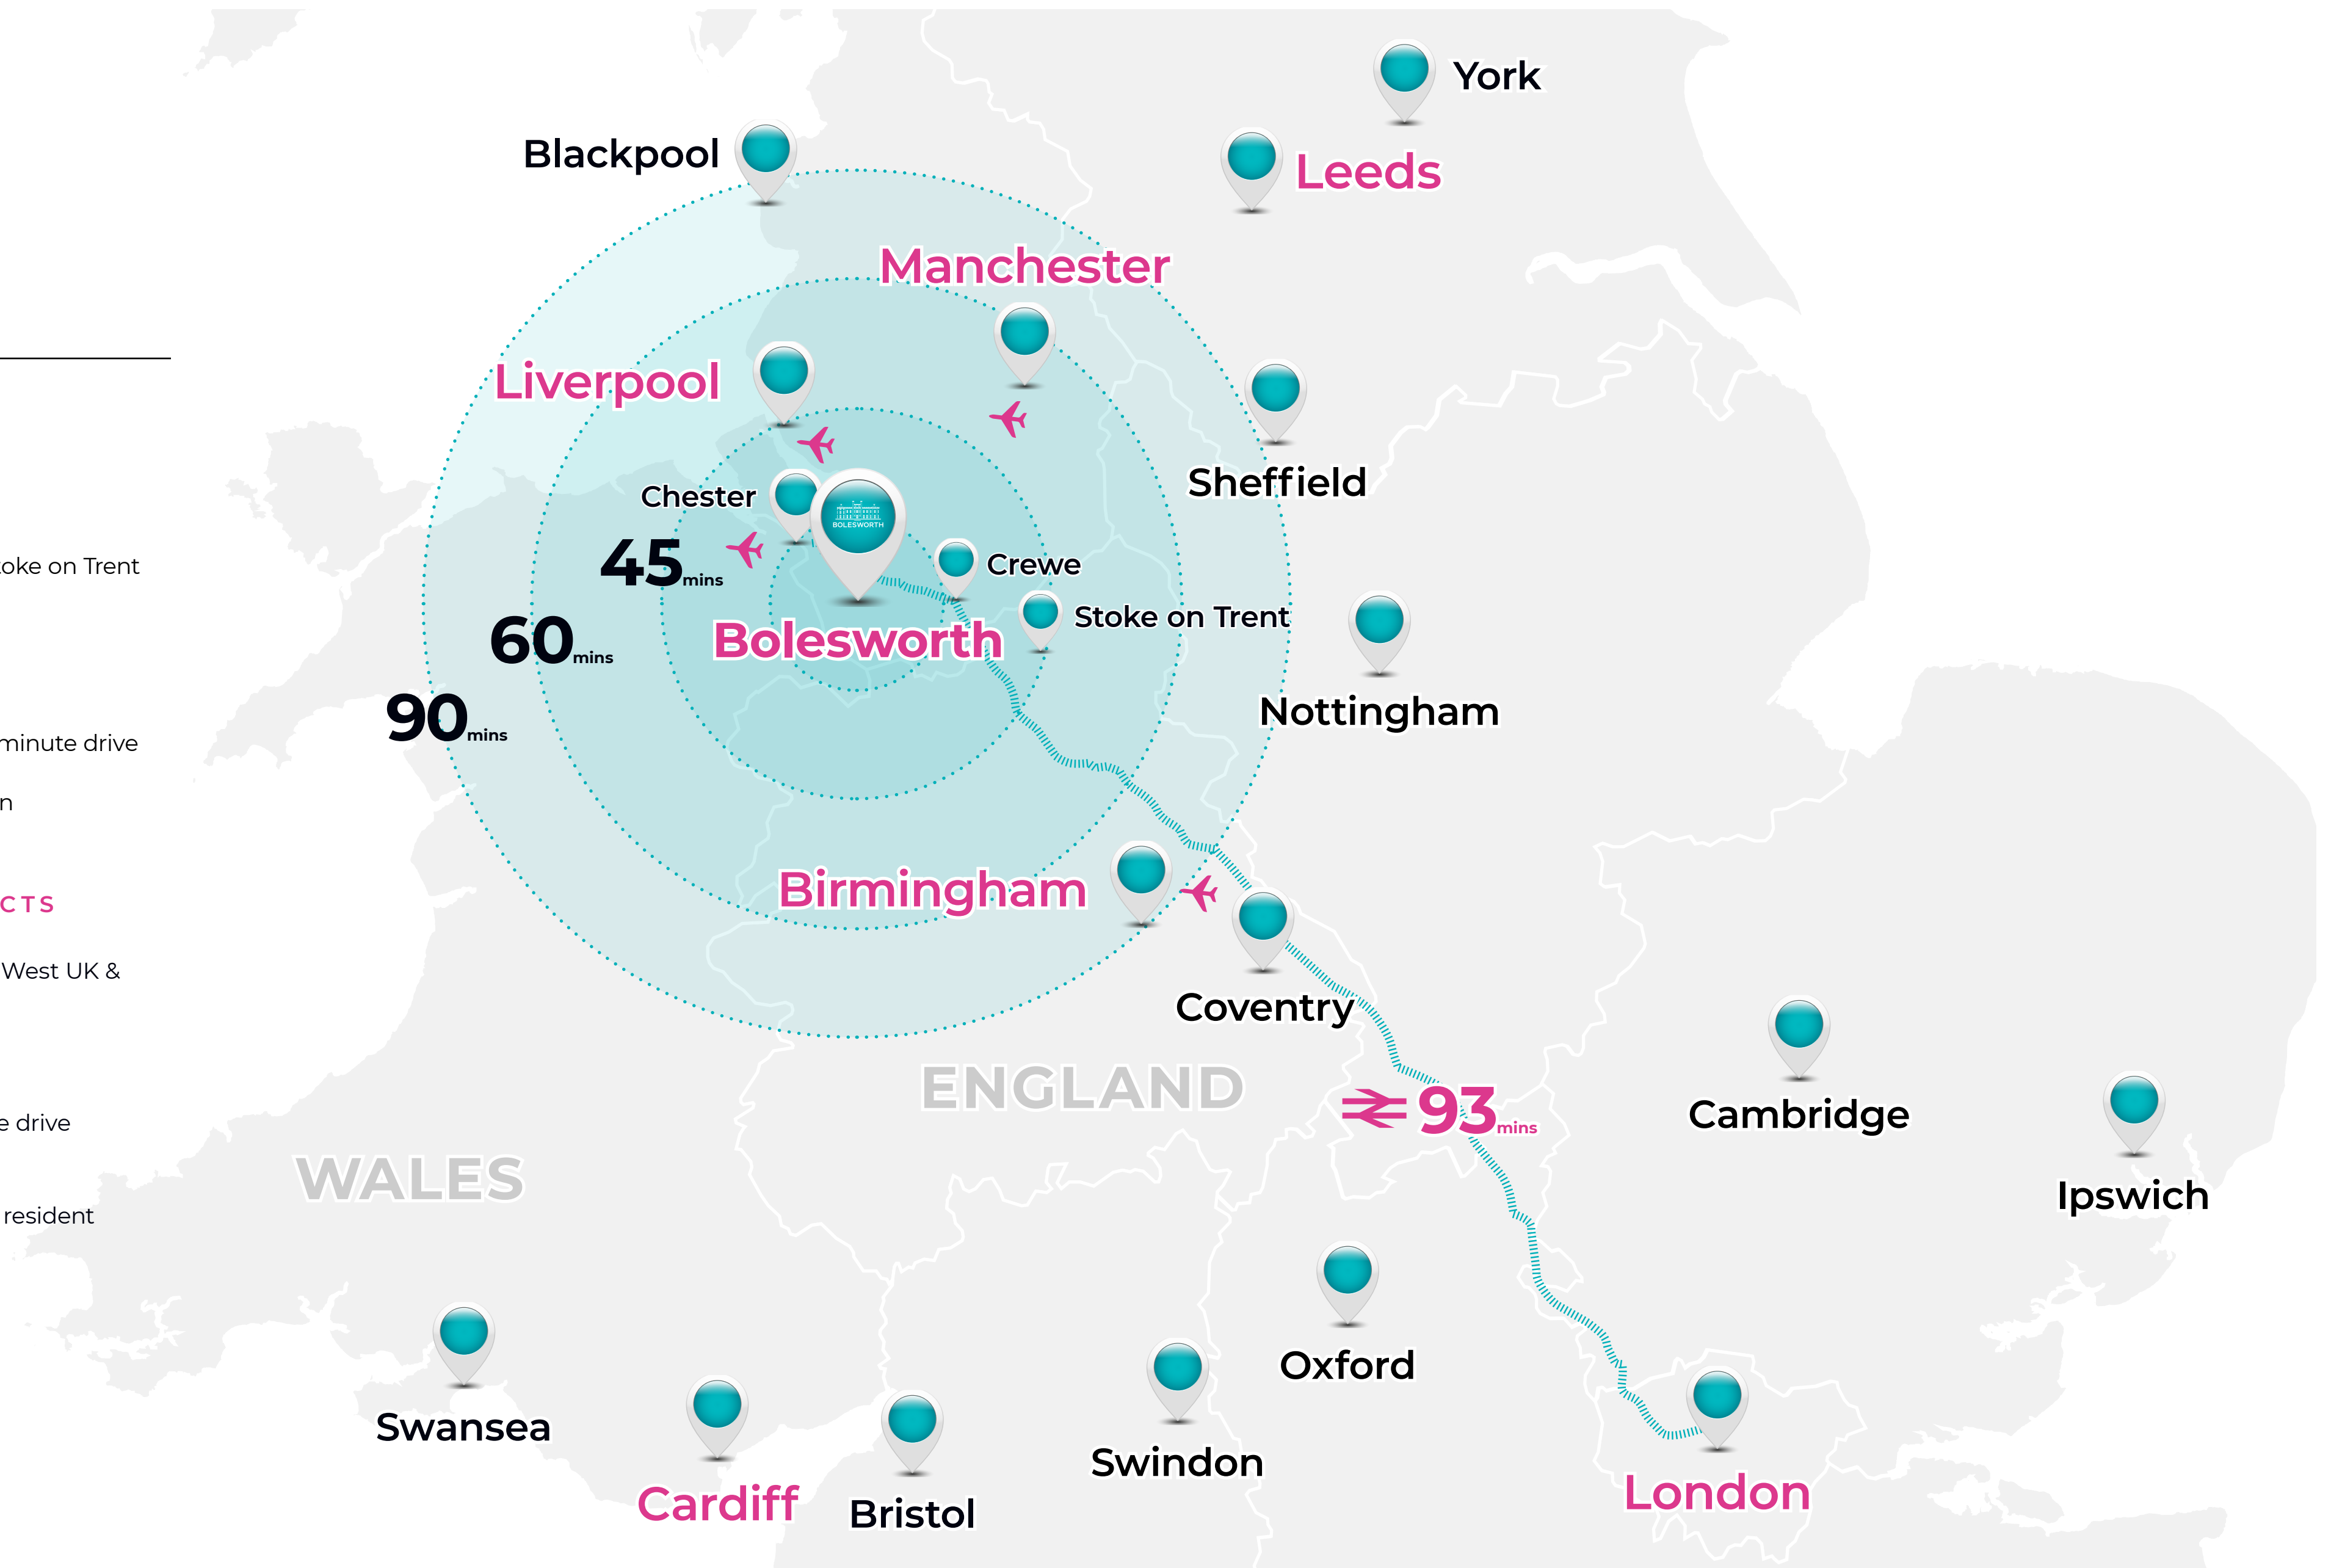 York
Blackpool
Leeds
Manchester
Liverpool
Sheffield
Chester
BOLESWORTH
45mins
Crewe
oke on Trent
Stoke on Trent
60mins
Bolesworth
90mins
Nottingham
minute drive
n
Birmingham
CTS
West UK &
Coventry
ENGLAND
93mins
Cambridge
e drive
WALES
Ipswich
resident
Oxford
Swansea
Swindon
London
Cardiff
Bristol